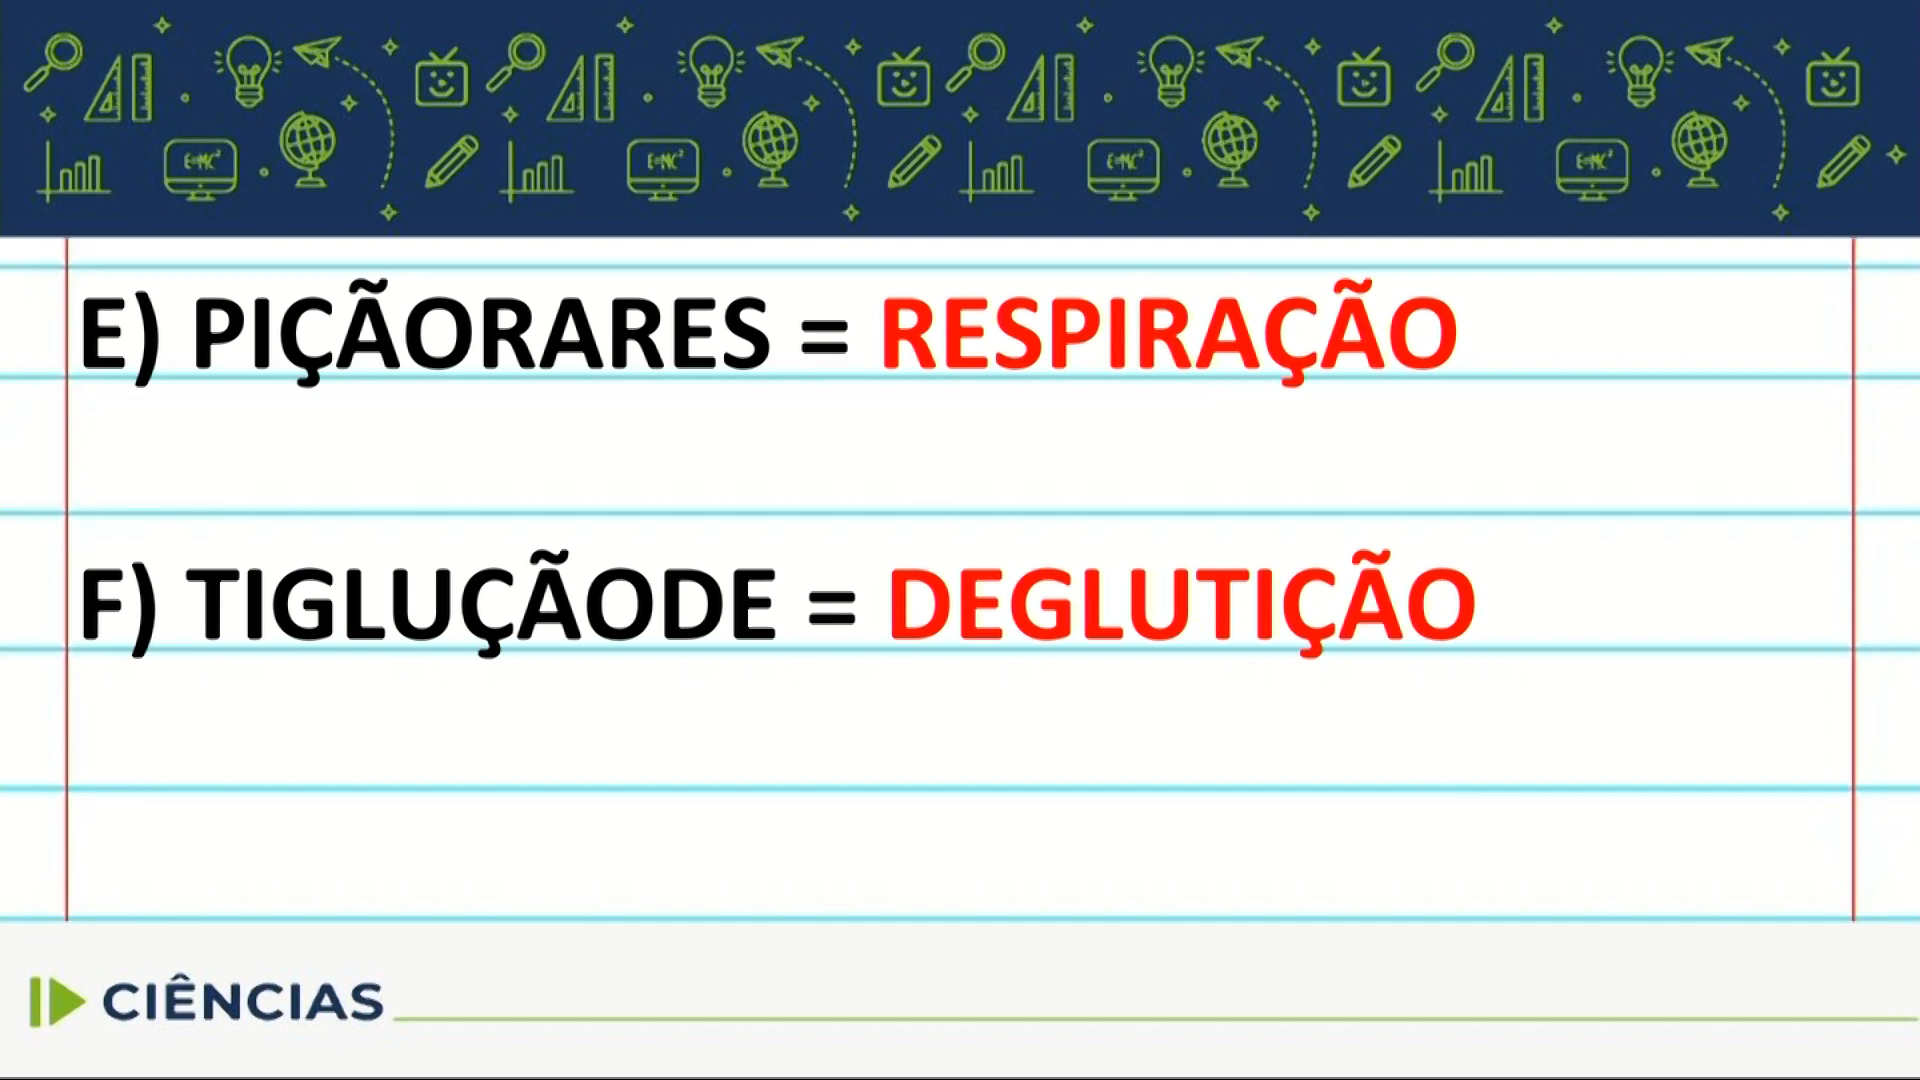 E) PIÇÃORARES = RESPIRAÇÃO
F) TIGLUÇÃODE = DEGLUTIÇÃO
CIÊNCIAS